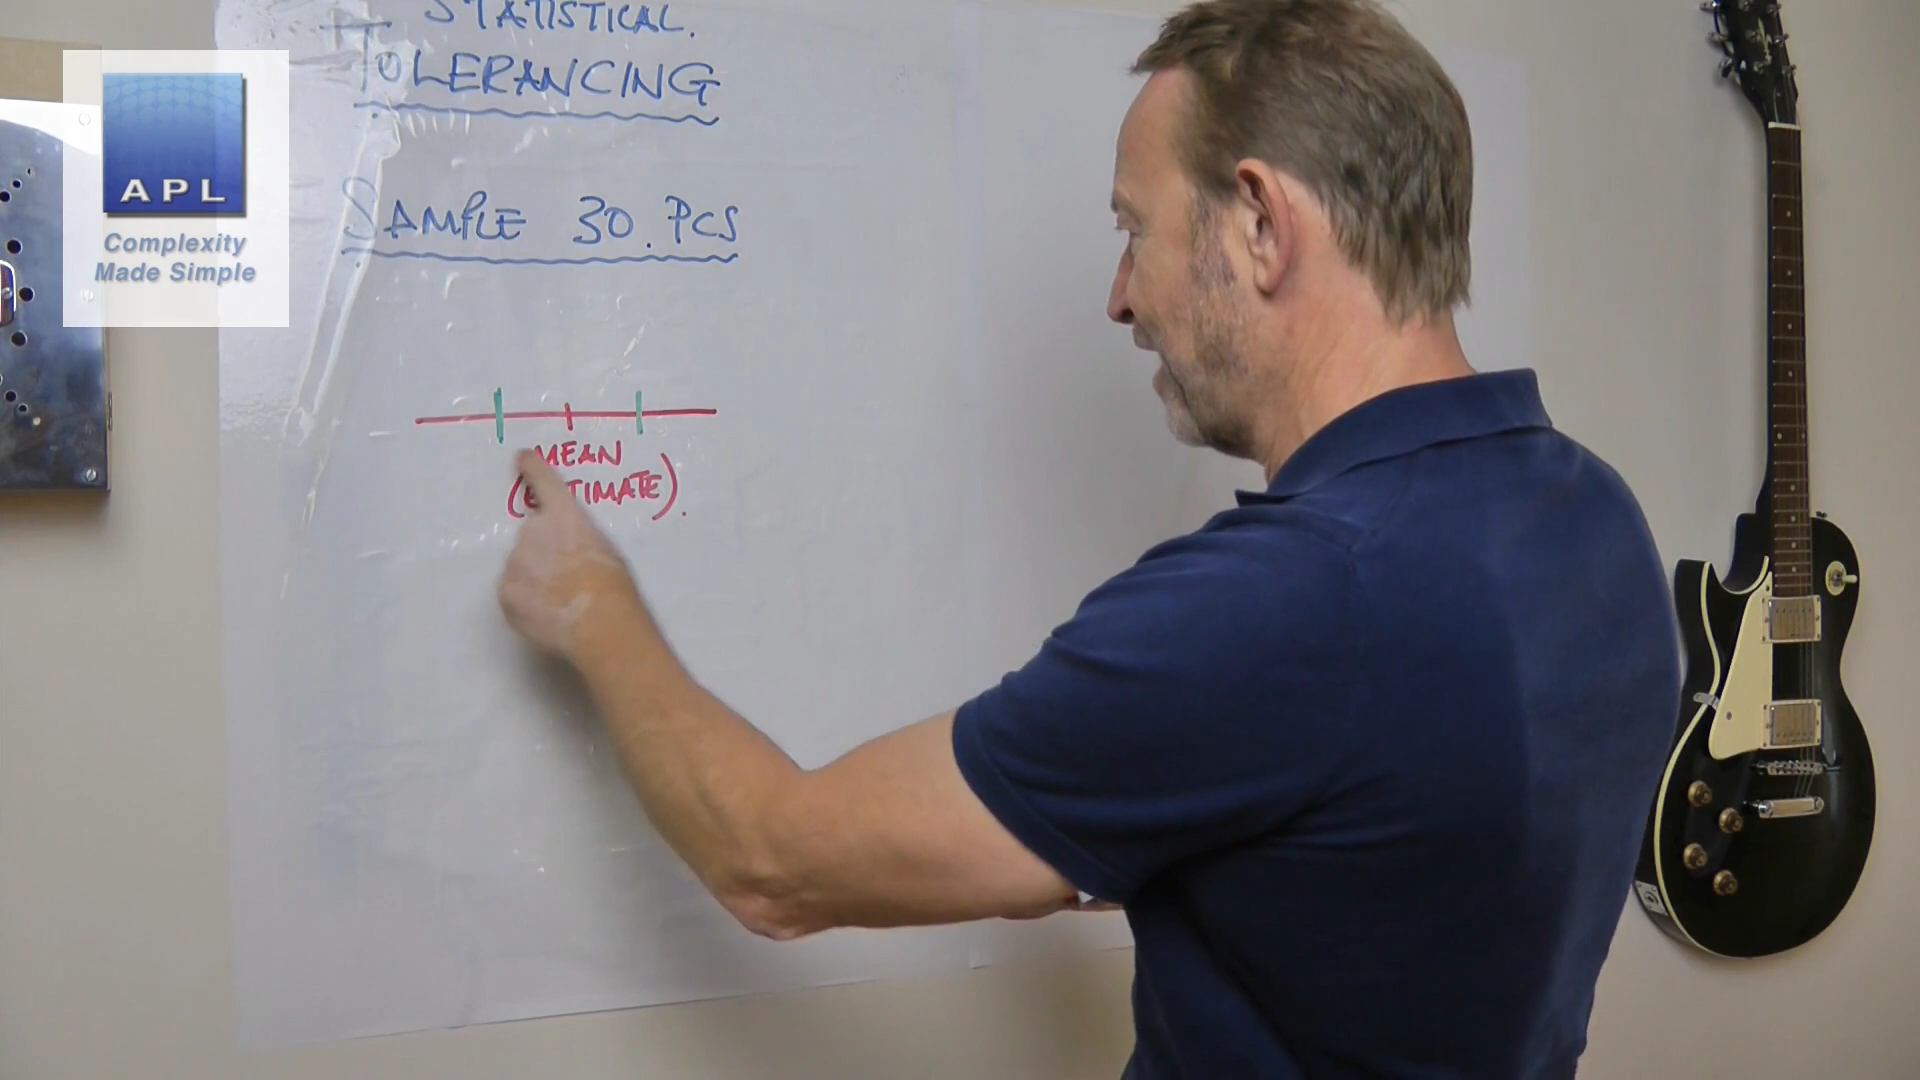 STATISTICAL.
TOLERANCING
SAMPLE 30. PCS
MEAN
(ESTIMATE).
APL
Complexity
Made Simple